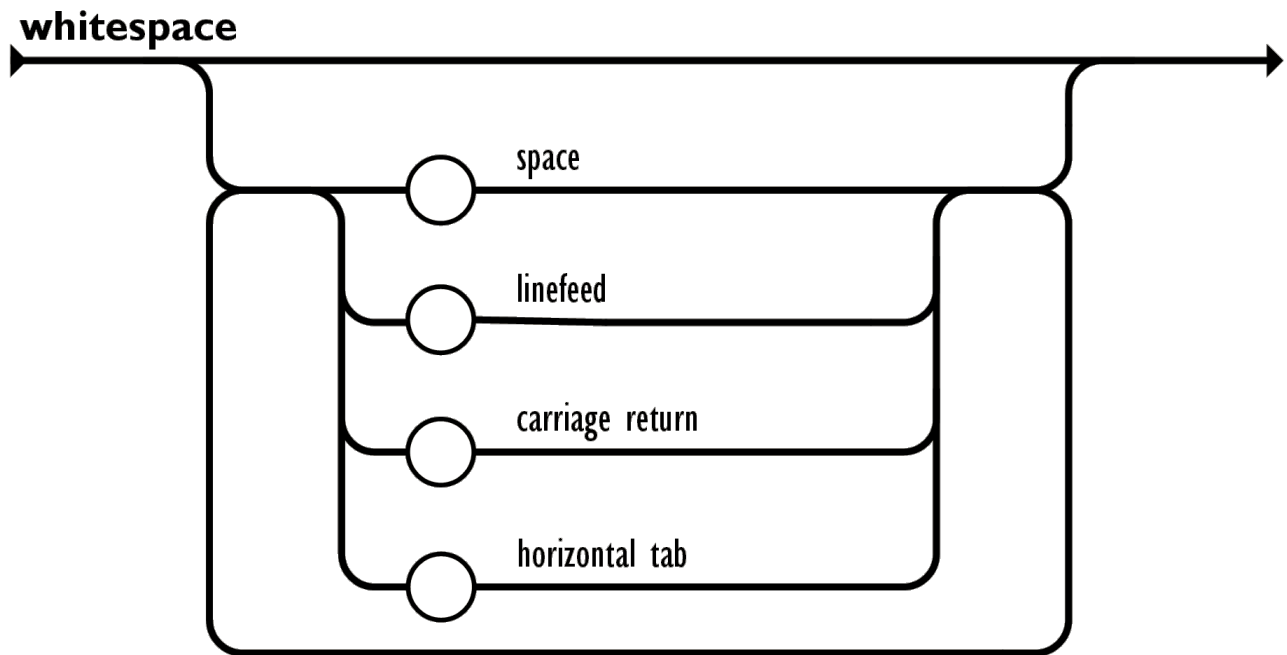 whitespace
space
linefeed
carriage return
horizontal tab